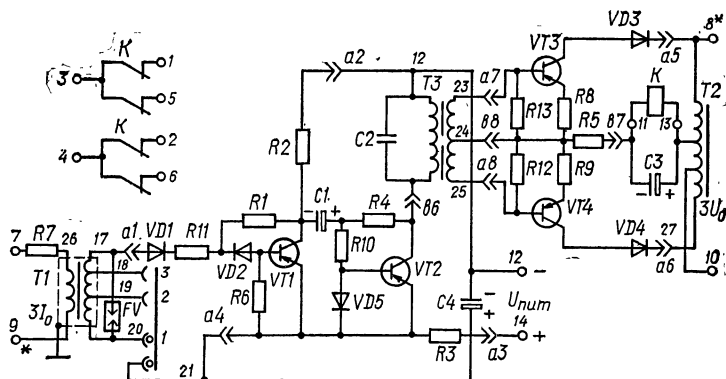 K
1
3
5
K
2
4
6
a2
12
T3
23
a7
VT3
VD3
a5
8*
R2
C2
24
R13
R8
R5
в7
K
11
13
T2
в8
R12
R9
C3
- +
3U₀
25
a8
VT4
VD4
27
a6
10
в6
R1
C1
- +
R4
7
R7
26
17
a1
VD1
R11
VD2
R10
VT1
VT2
T1
18
3
19
2
3I₀
FV
R6
VD5
12 -
C4
- +
Uпит
a4
14 +
9
*
20
1
R3
a3
21